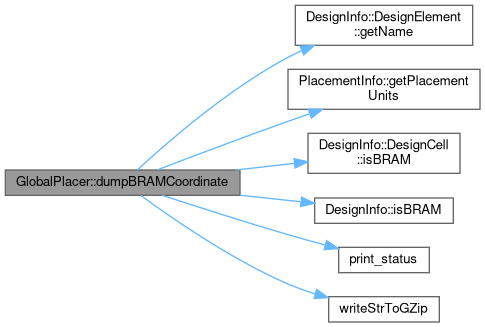 DesignInfo::DesignElement
::getName
PlacementInfo::getPlacement
Units
DesignInfo::DesignCell
::isBRAM
GlobalPlacer::dumpBRAMCoordinate
DesignInfo::isBRAM
print_status
writeStrToGZip